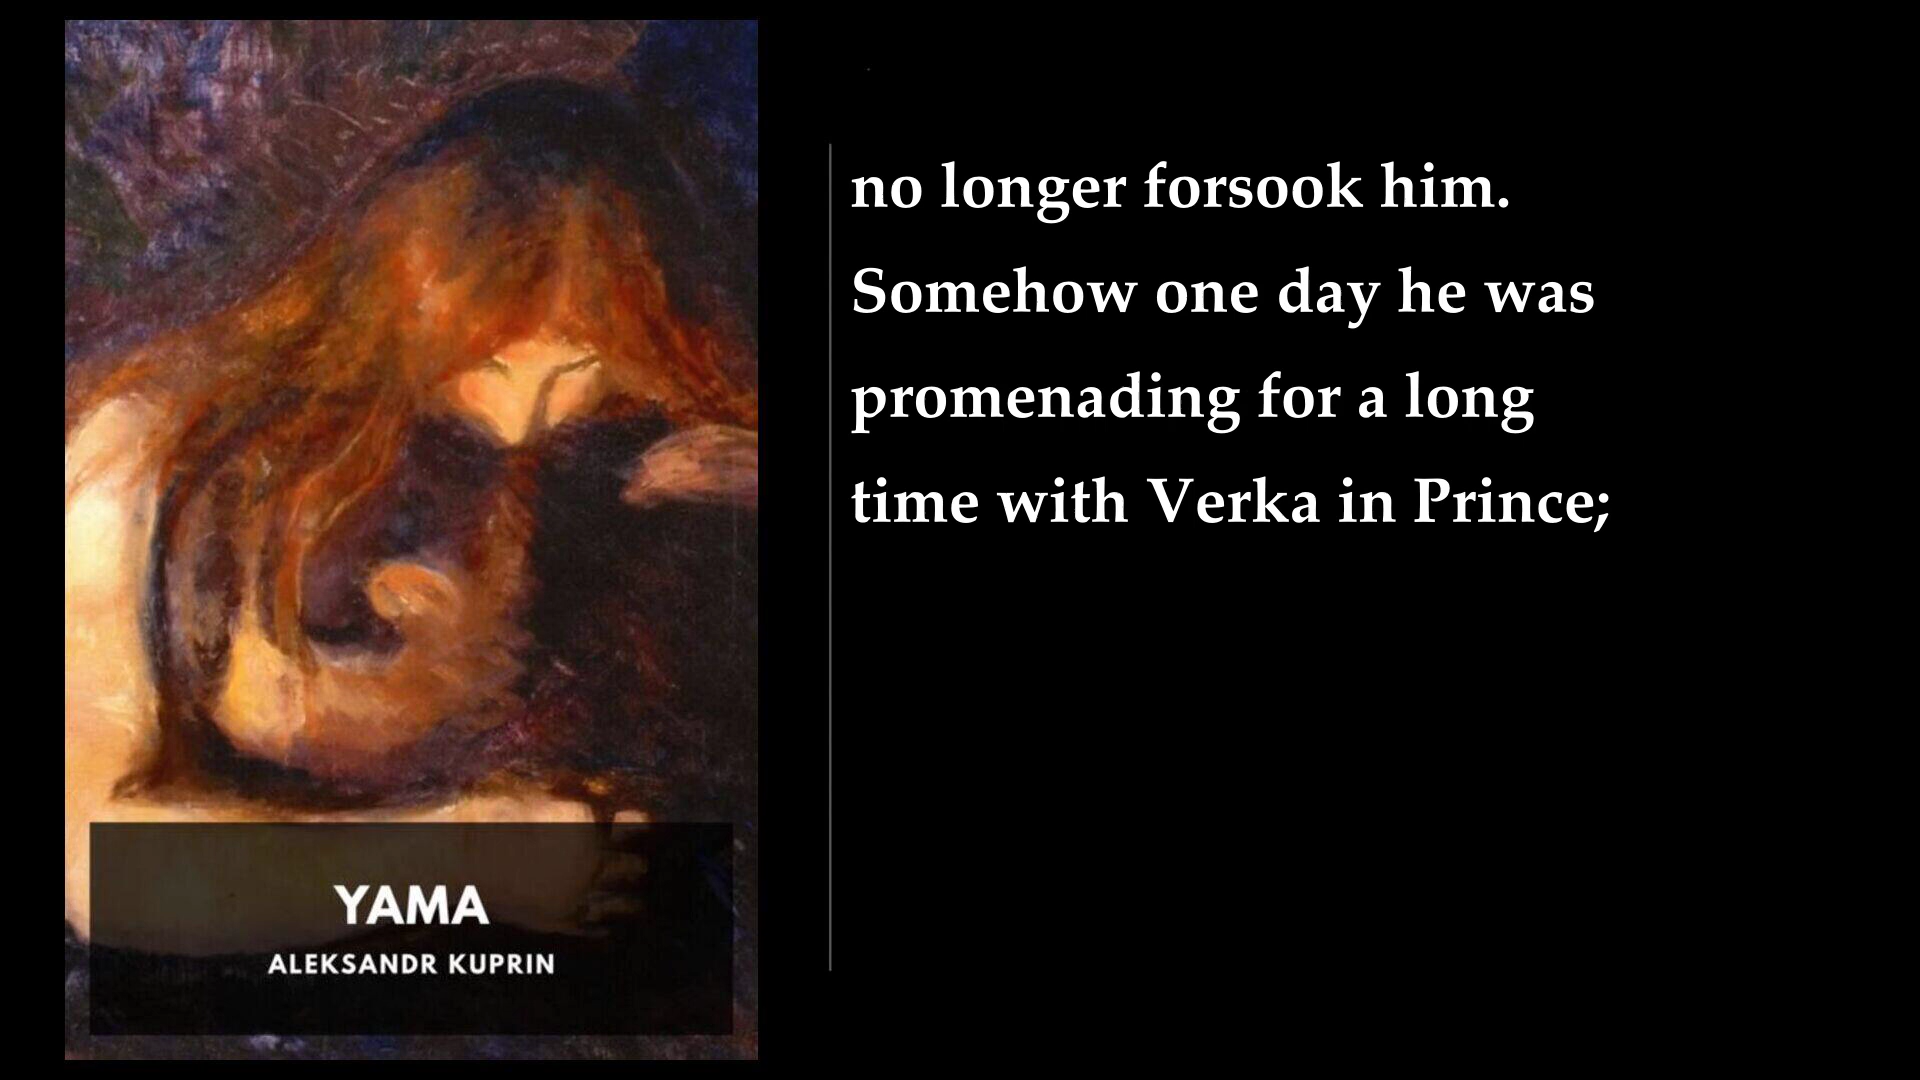 no longer forsook him.
Somehow one day he was
promenading for a long
time with Verka in Prince;
YAMA
ALEKSANDR KUPRIN